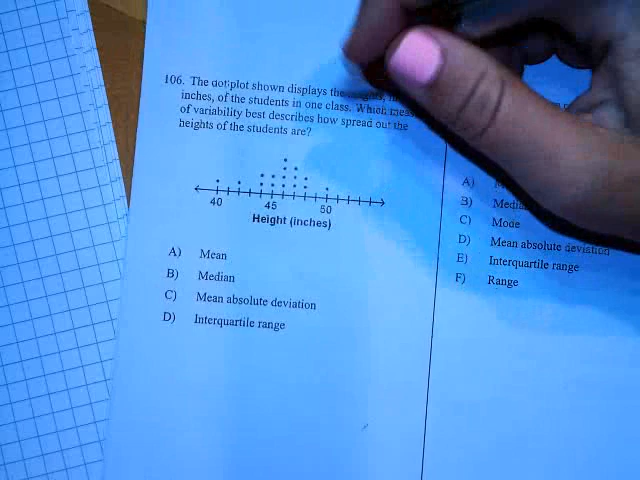 106. The dotplot shown displays the
inches, of the students in one class. Which
of variability best describes how spread out the
heights of the students are?
40 45 50
Height (inches)
A) Mean
B) Median
C) Mean absolute deviation
D) Interquartile range
A)
B)
C) Mode
D) Mean absolute deviation
E) Interquartile range
F) Range